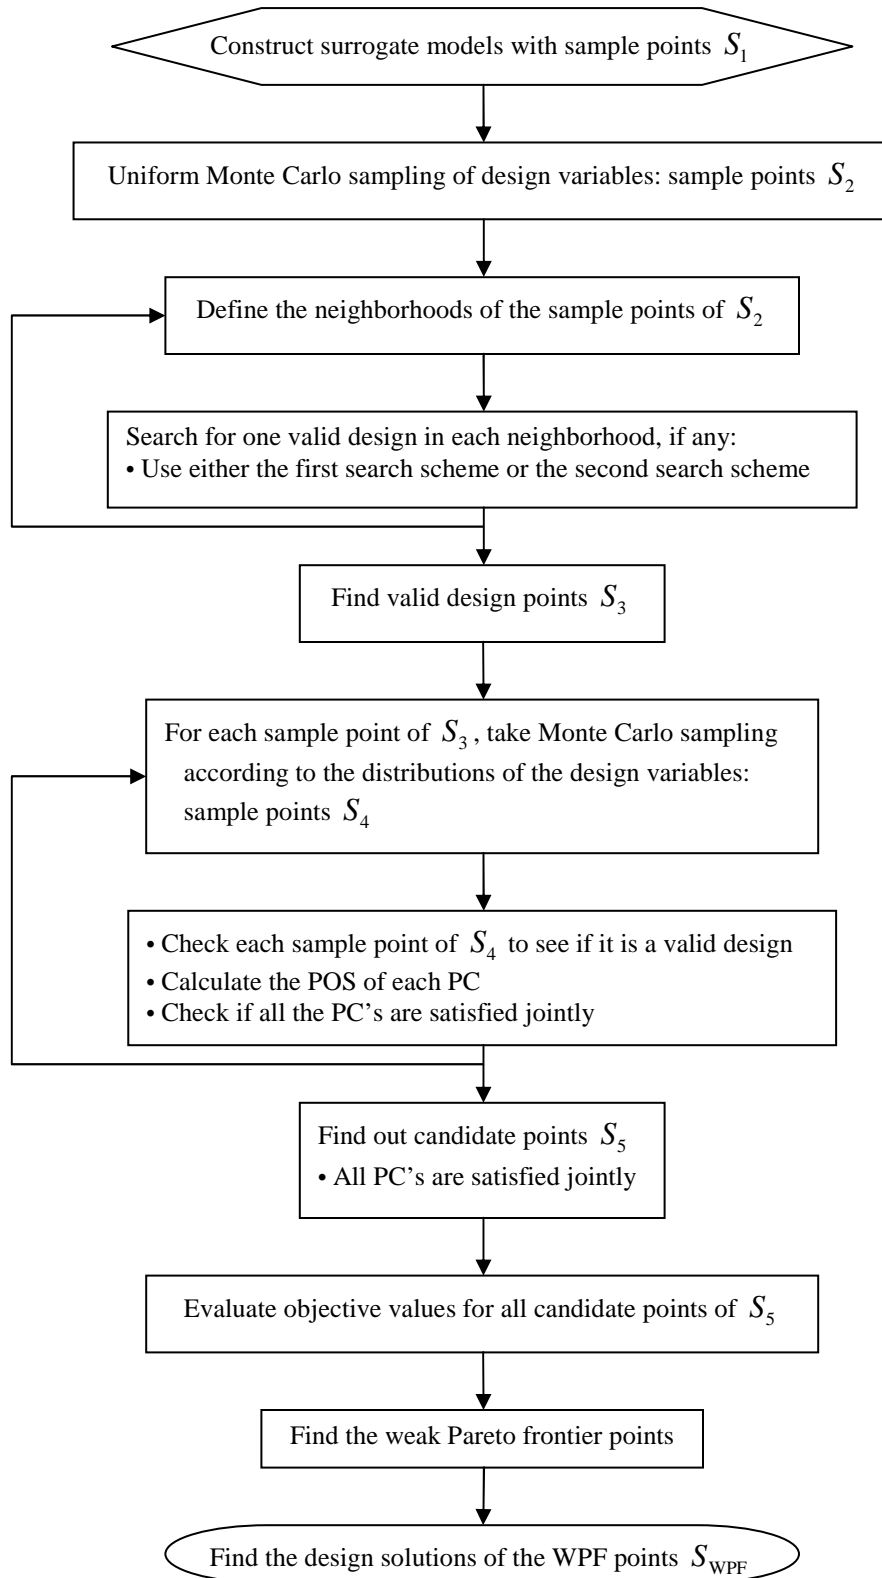 Construct surrogate models with sample points S₁
Uniform Monte Carlo sampling of design variables: sample points S₂
Define the neighborhoods of the sample points of S₂
Search for one valid design in each neighborhood, if any:
• Use either the first search scheme or the second search scheme
Find valid design points S₃
For each sample point of S₃, take Monte Carlo sampling
according to the distributions of the design variables:
sample points S₄
• Check each sample point of S₄ to see if it is a valid design
• Calculate the POS of each PC
• Check if all the PC’s are satisfied jointly
Find out candidate points S₅
• All PC’s are satisfied jointly
Evaluate objective values for all candidate points of S₅
Find the weak Pareto frontier points
Find the design solutions of the WPF points S_WPF